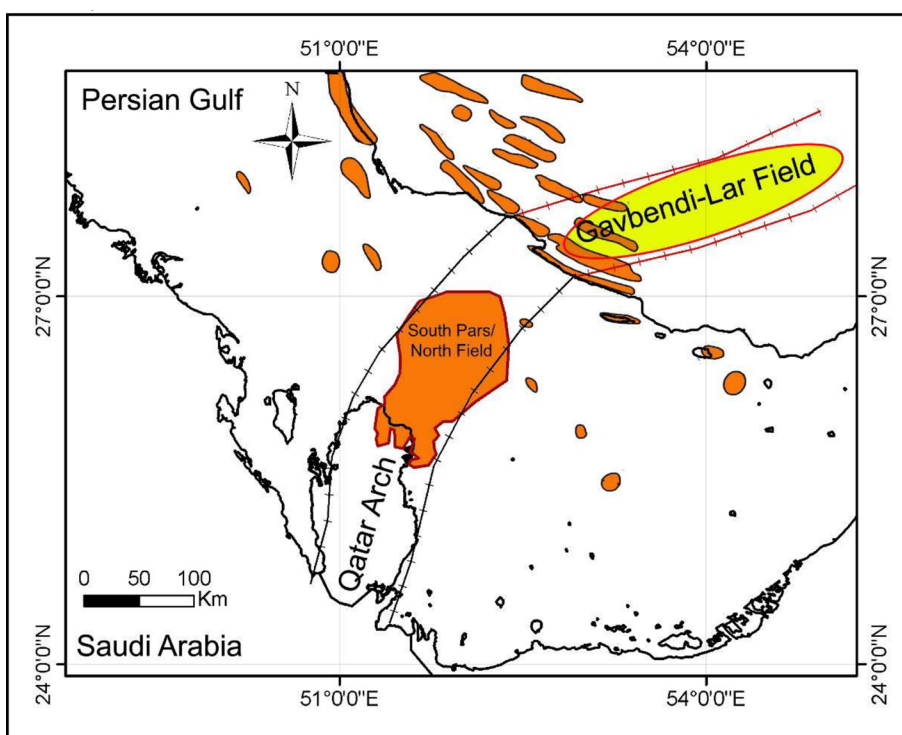 51°0'0"E
54°0'0"E
Persian Gulf
N
Gavbendi-Lar Field
27°0'0"N
27°0'0"N
South Pars/
North Field
Qatar Arch
0 50 100
Km
Saudi Arabia
24°0'0"N
24°0'0"N
51°0'0"E
54°0'0"E